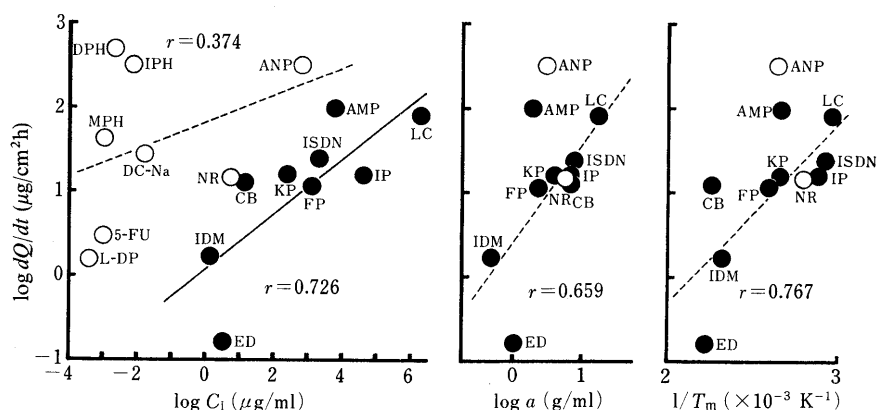 log dQ/dt (μg/cm²h)
3
2
1
0
−1
r=0.374
DPH
IPH
ANP
MPH
DC-Na
NR
CB
KP
ISDN
FP
AMP
IP
LC
5-FU
L-DP
IDM
ED
r=0.726
−4
−2
0
2
4
6
log C₁ (μg/ml)
ANP
AMP
LC
ISDN
KP
IP
FP
NR
CB
IDM
r=0.659
ED
0
1
log a (g/ml)
ANP
AMP
LC
ISDN
KP
IP
CB
FP
NR
IDM
r=0.767
ED
2
3
1/Tₘ (×10⁻³ K⁻¹)